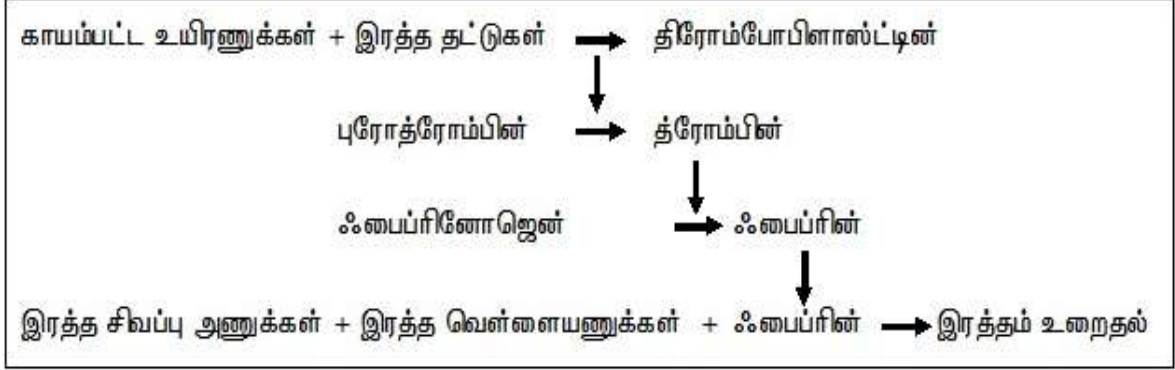 காயம்பட்ட உயிரணுக்கள் + இரத்த தட்டுகள் → திரோம்போபிளாஸ்ட்டின்
புரோத்ரோம்பின் → த்ரோம்பின்
ஃபைப்ரினோஜென் → ஃபைப்ரின்
இரத்த சிவப்பு அணுக்கள் + இரத்த வெள்ளையணுக்கள் + ஃபைப்ரின் → இரத்தம் உறைதல்